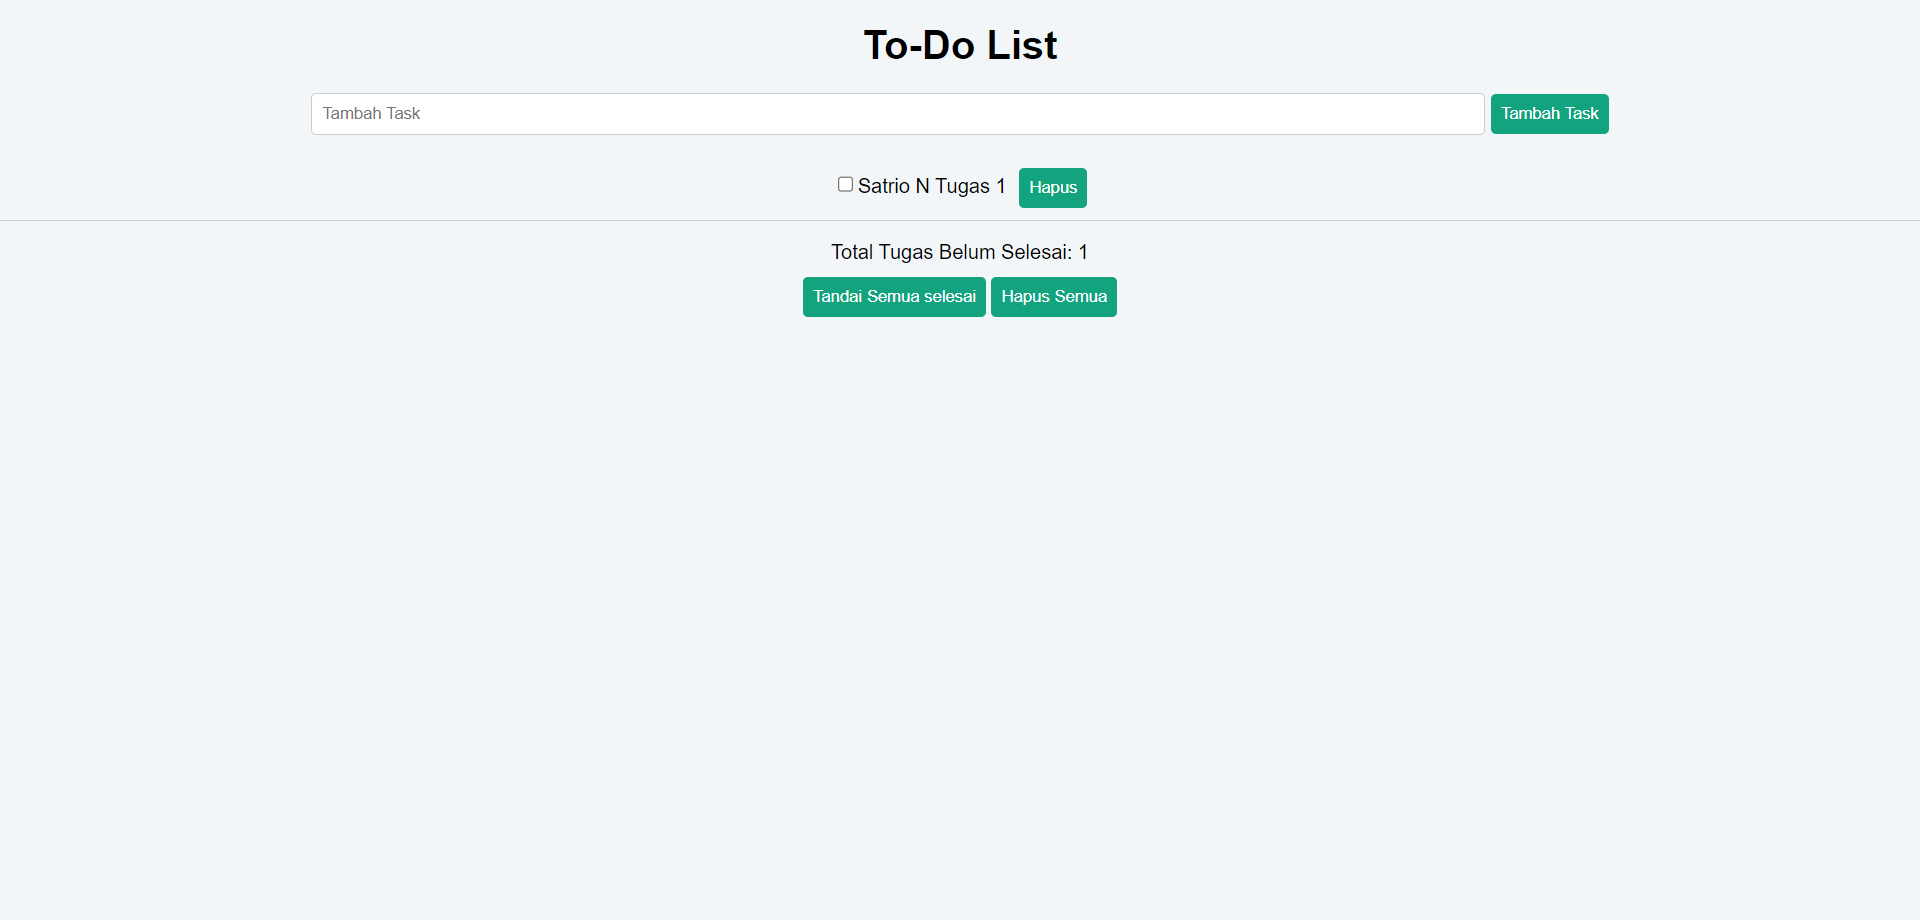 To-Do List
Tambah Task Tambah Task
Satrio N Tugas 1 Hapus
Total Tugas Belum Selesai: 1
Tandai Semua selesai Hapus Semua